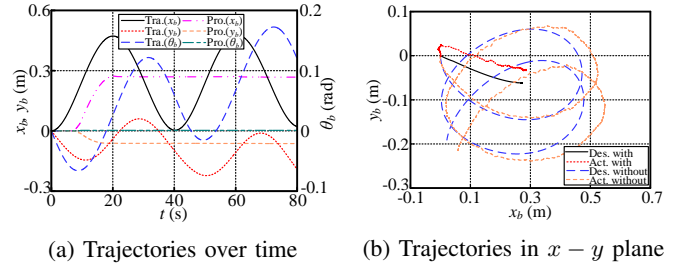 Tra.(x_b) Pro.(x_b)
Tra.(y_b) Pro.(y_b)
Tra.(θ_b) Pro.(θ_b)
x_b, y_b (m)
0.6
0.3
0
-0.3
0.2
0.1
0
-0.1
θ_b (rad)
0 20 40 60 80
t (s)
(a) Trajectories over time
y_b (m)
0.1
0
-0.1
-0.2
-0.3
Des. with
Act. with
Des. without
Act. without
-0.1 0.1 0.3 0.5 0.7
x_b (m)
(b) Trajectories in x − y plane